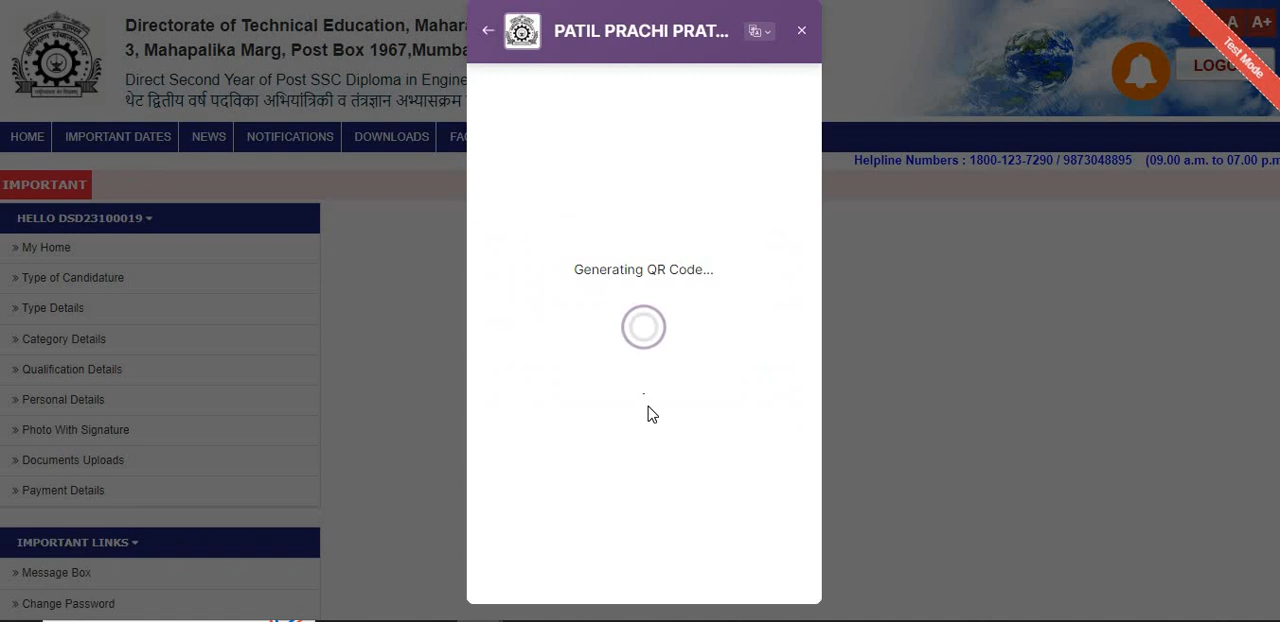 Directorate of Technical Education, Mahar
3, Mahapalika Marg, Post Box 1967,Mumba
Direct Second Year of Post SSC Diploma in Engine
थेट द्वितीय वर्ष पदविका अभियांत्रिकी व तंत्रज्ञान अभ्यासक्रम
PATIL PRACHI PRAT...
A A+
LOGO
Test Mode
HOME IMPORTANT DATES NEWS NOTIFICATIONS DOWNLOADS FAQ
Helpline Numbers : 1800-123-7290 / 9873048895 (09.00 a.m. to 07.00 p.m
IMPORTANT
HELLO DSD23100019
» My Home
» Type of Candidature
» Type Details
» Category Details
» Qualification Details
» Personal Details
» Photo With Signature
» Documents Uploads
» Payment Details
IMPORTANT LINKS
» Message Box
» Change Password
Generating QR Code...